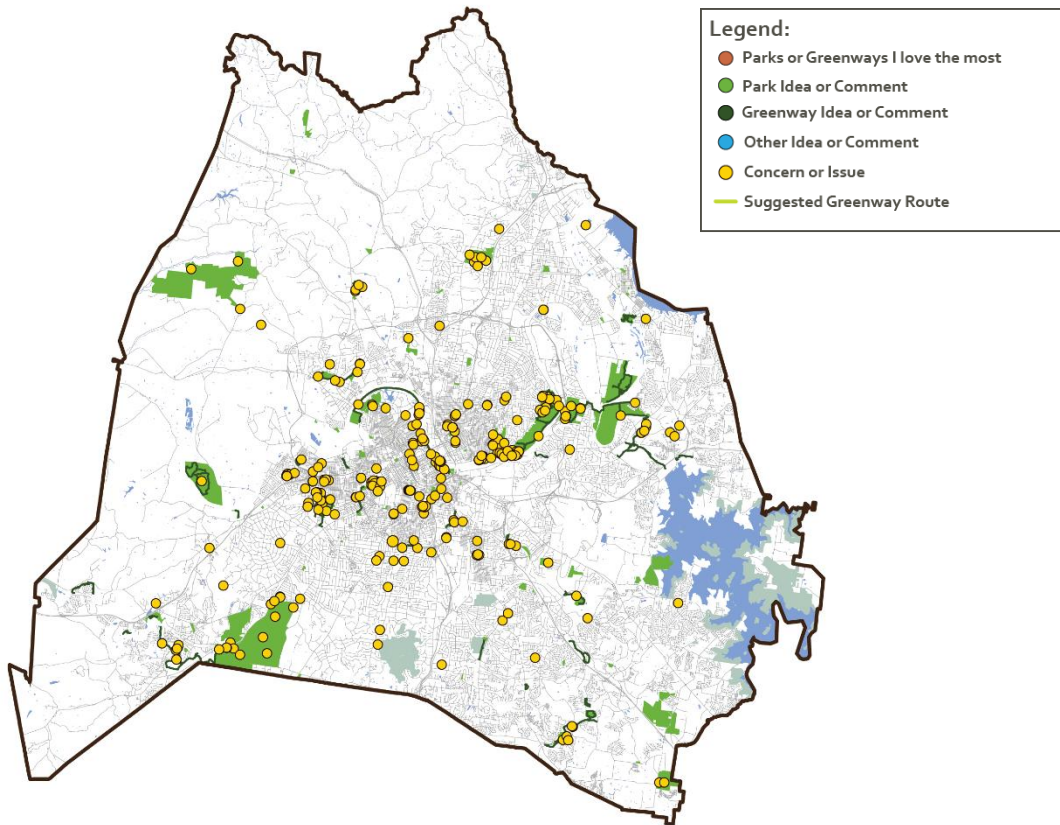 Legend:
Parks or Greenways I love the most
Park Idea or Comment
Greenway Idea or Comment
Other Idea or Comment
Concern or Issue
Suggested Greenway Route